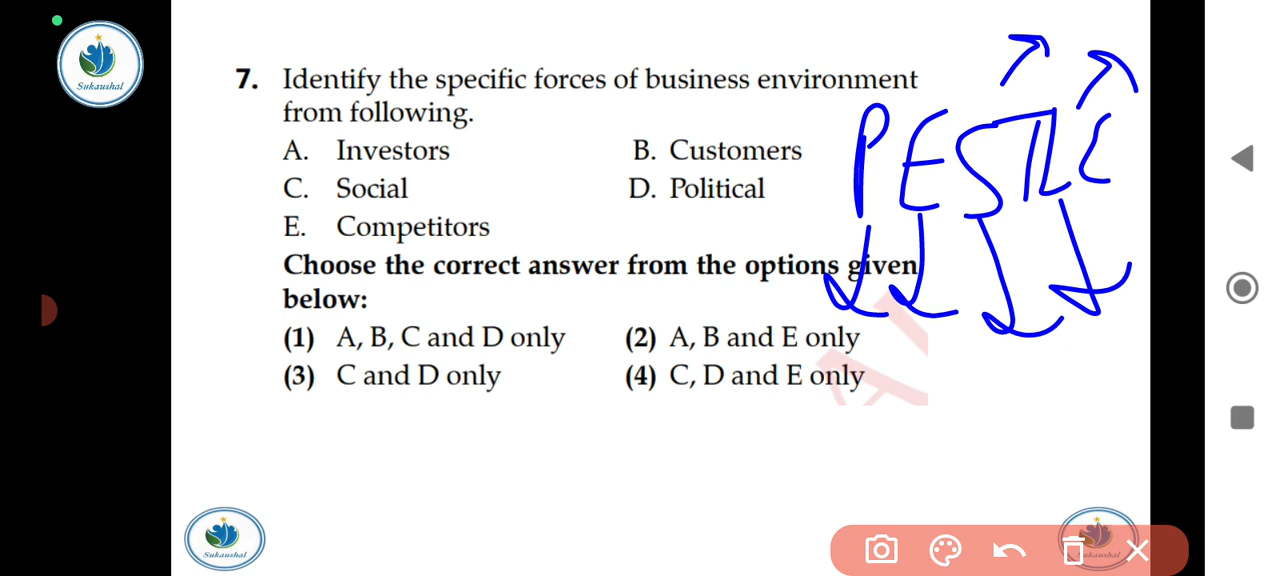 Sukaushal
7. Identify the specific forces of business environment
from following.
A. Investors B. Customers
C. Social D. Political
E. Competitors
Choose the correct answer from the options given
below:
(1) A, B, C and D only (2) A, B and E only
(3) C and D only (4) C, D and E only
PESTLE
Sukaushal
Sukaushal